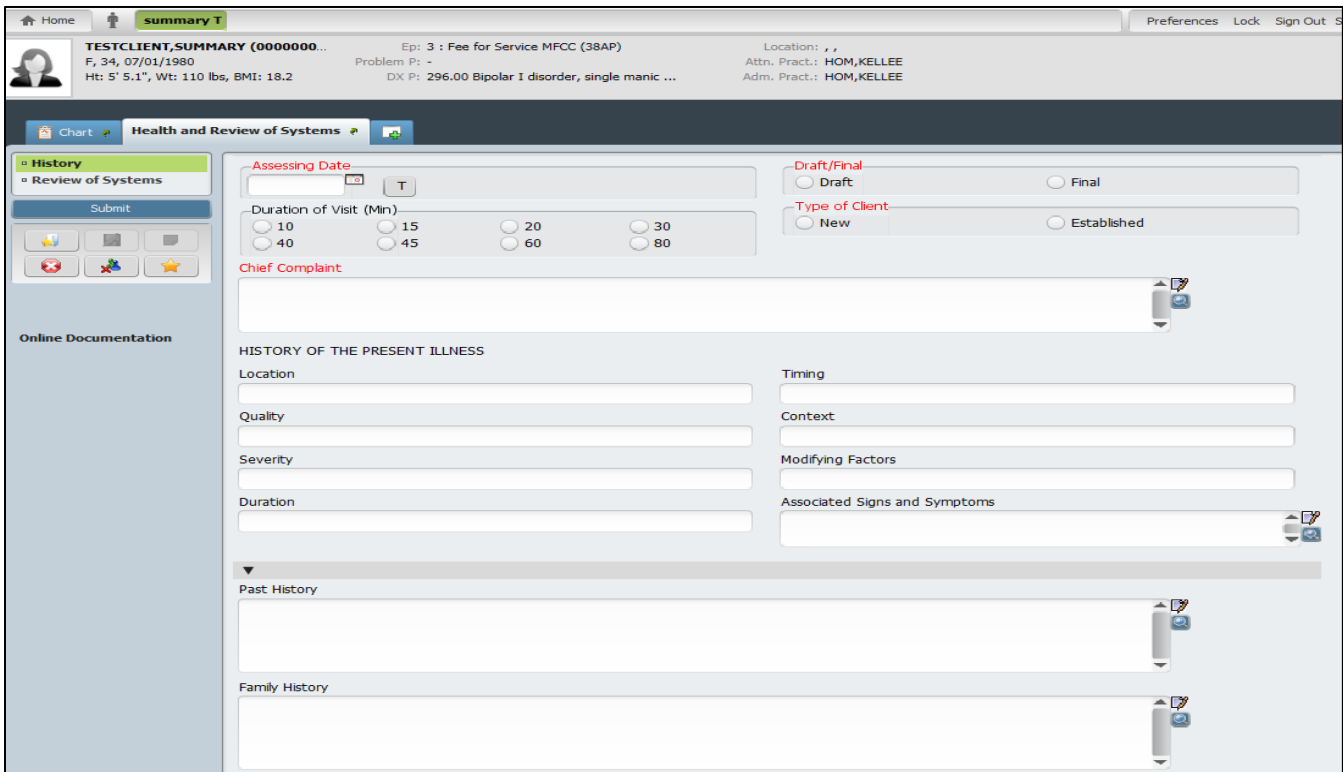 Home summary T Preferences Lock Sign Out S
TESTCLIENT,SUMMARY (0000000... Ep: 3 : Fee for Service MFCC (38AP) Location: , ,
F, 34, 07/01/1980 Problem P: - Attn. Pract.: HOM,KELLEE
Ht: 5' 5.1", Wt: 110 lbs, BMI: 18.2 DX P: 296.00 Bipolar I disorder, single manic ... Adm. Pract.: HOM,KELLEE
Chart Health and Review of Systems
History
Review of Systems
Submit
Online Documentation
Assessing Date
T
Draft/Final
Draft Final
Duration of Visit (Min)
10 15 20 30
40 45 60 80
Type of Client
New Established
Chief Complaint
HISTORY OF THE PRESENT ILLNESS
Location Timing
Quality Context
Severity Modifying Factors
Duration Associated Signs and Symptoms
Past History
Family History